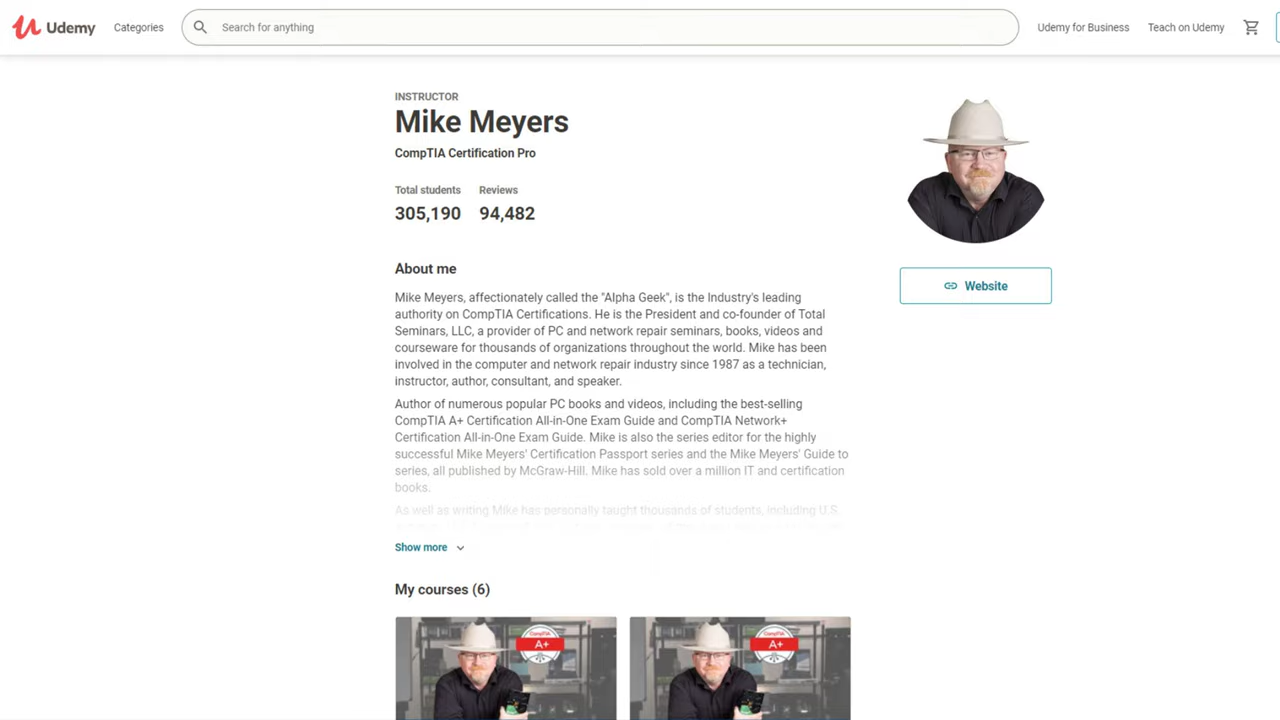 Udemy
Categories
Search for anything
Udemy for Business
Teach on Udemy
INSTRUCTOR
Mike Meyers
CompTIA Certification Pro
Total students Reviews
305,190 94,482
About me
Mike Meyers, affectionately called the "Alpha Geek", is the Industry's leading
authority on CompTIA Certifications. He is the President and co-founder of Total
Seminars, LLC, a provider of PC and network repair seminars, books, videos and
courseware for thousands of organizations throughout the world. Mike has been
involved in the computer and network repair industry since 1987 as a technician,
instructor, author, consultant, and speaker.
Author of numerous popular PC books and videos, including the best-selling
CompTIA A+ Certification All-in-One Exam Guide and CompTIA Network+
Certification All-in-One Exam Guide. Mike is also the series editor for the highly
successful Mike Meyers' Certification Passport series and the Mike Meyers' Guide to
series, all published by McGraw-Hill. Mike has sold over a million IT and certification
books.
As well as writing Mike has personally taught thousands of students, including U.S.
Show more
Website
My courses (6)
CompTIA
A+
CompTIA
A+